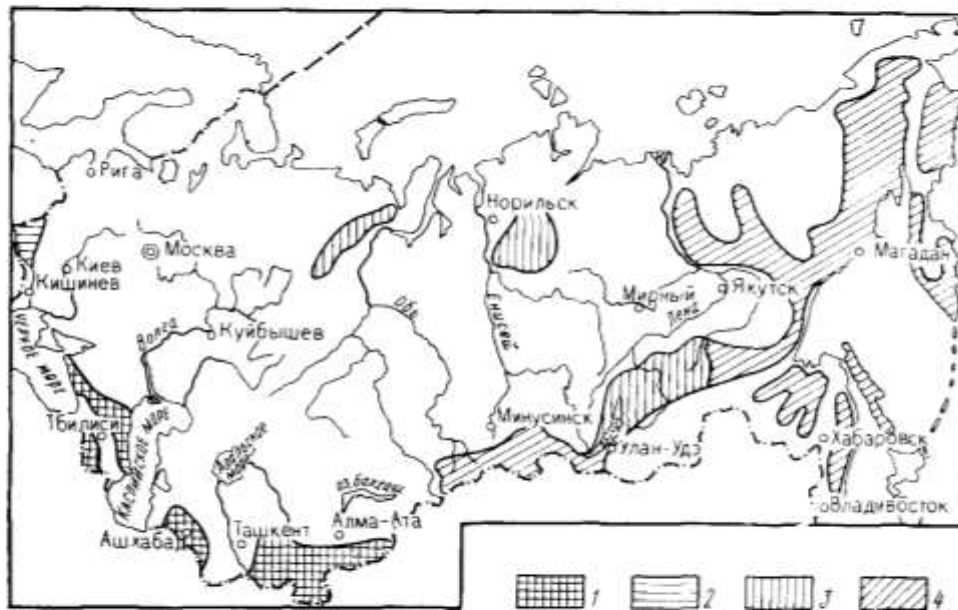 Рига
Норильск
Москва
Киев
Кишинев
Магадан
Якутск
Мирный
Лена
Обь
Енисей
Волга
Куйбышев
Черное море
Тбилиси
Каспийское море
Аральское море
оз. Балхаш
Минусинск
Улан-Удэ
Хабаровск
Владивосток
Алма-Ата
Ташкент
Ашхабад
1 2 3 4